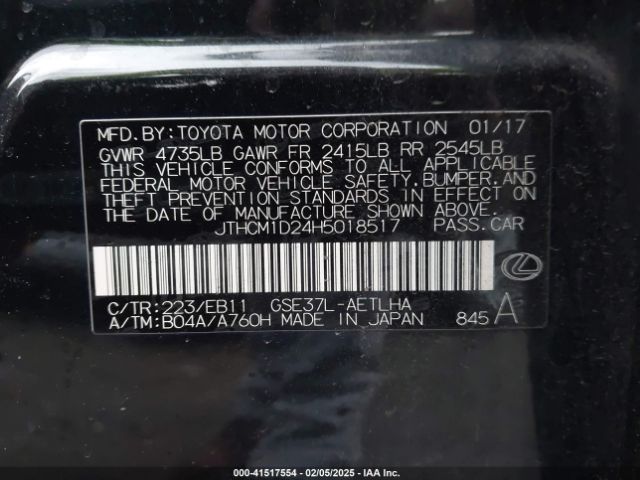 MFD. BY: TOYOTA MOTOR CORPORATION 01/17
GVWR 4735LB GAWR FR 2415LB RR 2545LB
THIS VEHICLE CONFORMS TO ALL APPLICABLE
FEDERAL MOTOR VEHICLE SAFETY, BUMPER, AND
THEFT PREVENTION STANDARDS IN EFFECT ON
THE DATE OF MANUFACTURE SHOWN ABOVE.
JTHCM1D24H5018517 PASS. CAR
C/TR: 223/EB11 GSE37L-AETLHA
A/TM: B04A/A760H MADE IN JAPAN 845 A
000-41517554 - 02/05/2025 - IAA Inc.